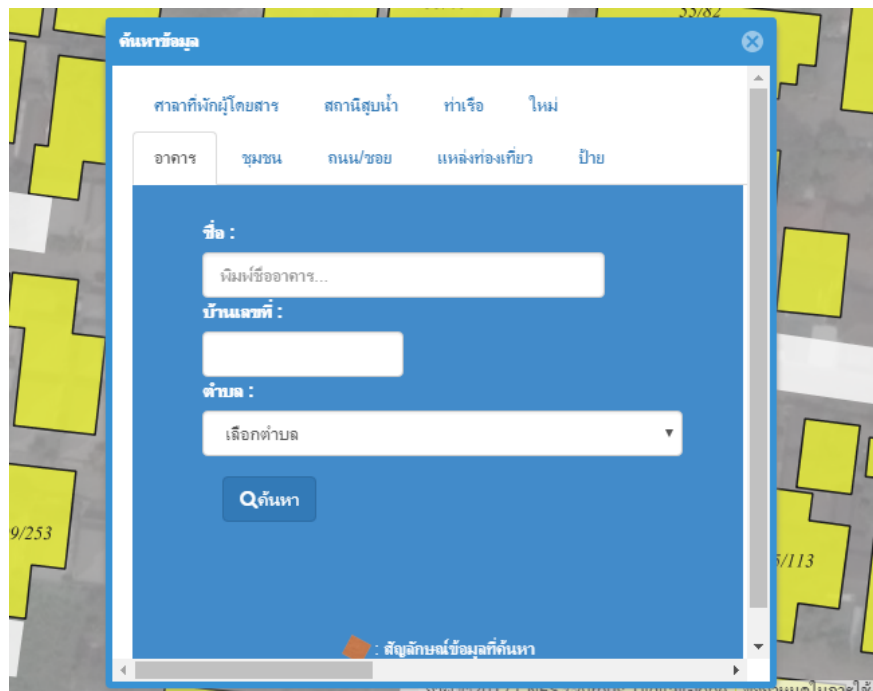 55/82
ค้นหาข้อมูล
ศาลาที่พักผู้โดยสาร สถานีสูบน้ำ ท่าเรือ ใหม่
อาคาร ชุมชน ถนน/ซอย แหล่งท่องเที่ยว ป้าย
ชื่อ :
พิมพ์ชื่ออาคาร...
บ้านเลขที่ :
ตำบล :
เลือกตำบล
ค้นหา
9/253
5/113
: สัญลักษณ์ข้อมูลที่ค้นหา